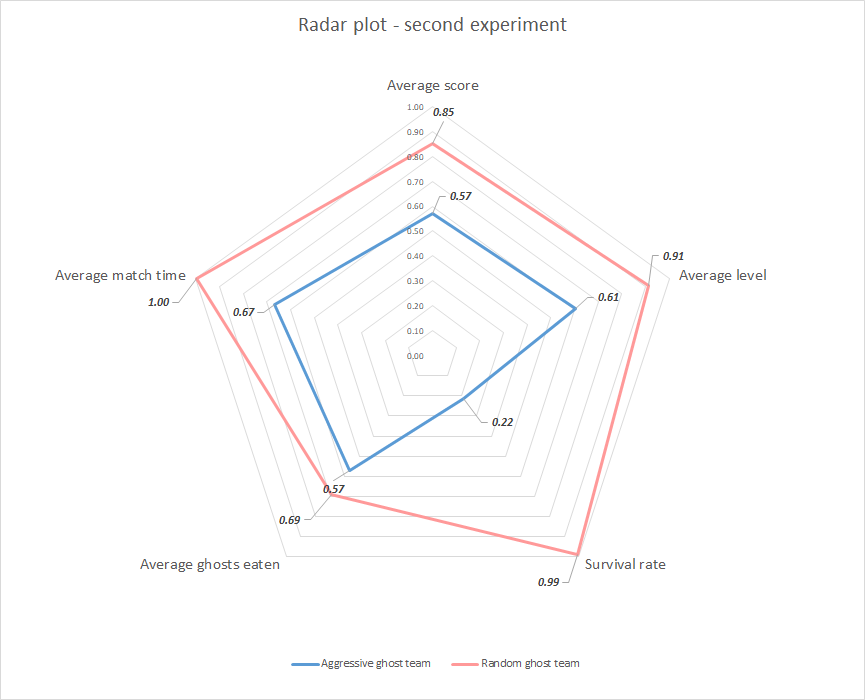 Radar plot - second experiment
Average score
1.00
0.85
0.90
0.80
0.70
0.57
0.60
0.50
0.91
Average level
0.40
0.61
0.30
Average match time
1.00
0.67
0.20
0.10
0.00
0.22
0.57
0.69
Average ghosts eaten
Survival rate
0.99
Aggressive ghost team
Random ghost team